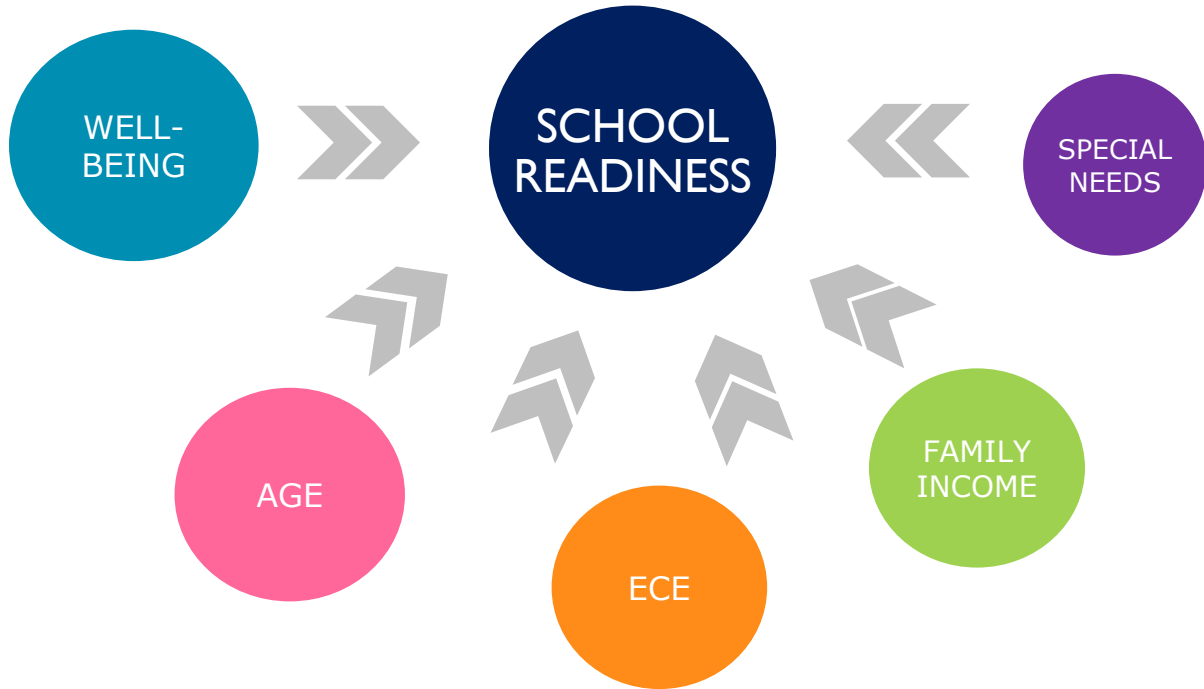 WELL-
BEING
SCHOOL
READINESS
SPECIAL
NEEDS
AGE
ECE
FAMILY
INCOME